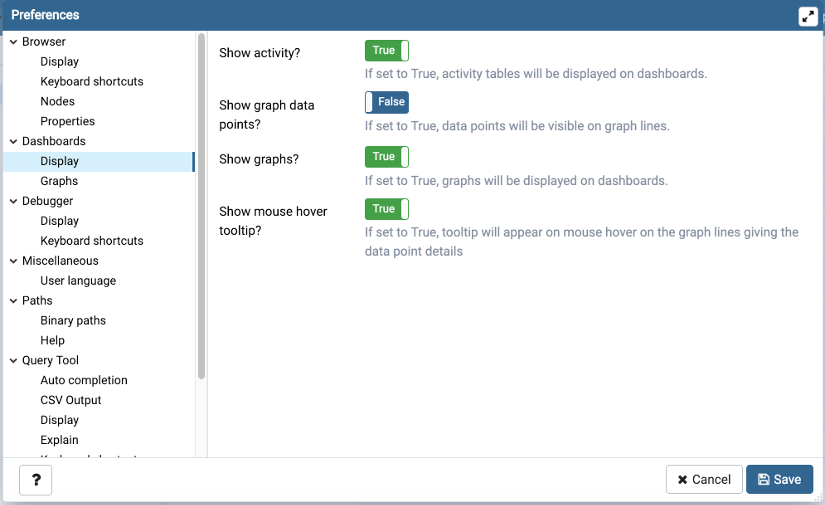 Preferences
Browser
Display
Keyboard shortcuts
Nodes
Properties
Dashboards
Display
Graphs
Debugger
Display
Keyboard shortcuts
Miscellaneous
User language
Paths
Binary paths
Help
Query Tool
Auto completion
CSV Output
Display
Explain
Show activity?
True
If set to True, activity tables will be displayed on dashboards.
Show graph data
points?
False
If set to True, data points will be visible on graph lines.
Show graphs?
True
If set to True, graphs will be displayed on dashboards.
Show mouse hover
tooltip?
True
If set to True, tooltip will appear on mouse hover on the graph lines giving the
data point details
?
Cancel
Save